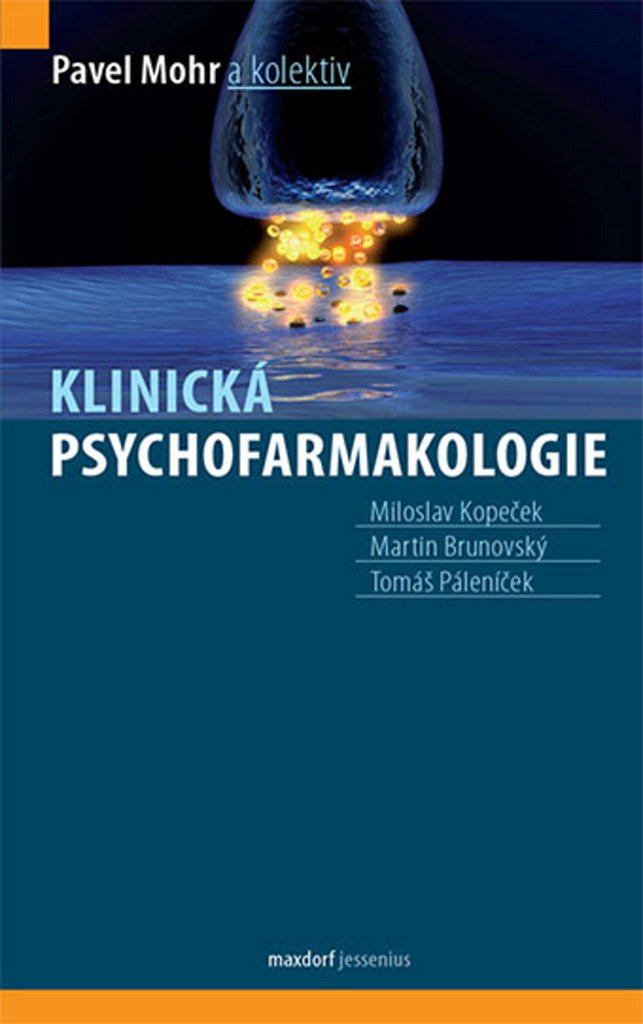 Pavel Mohr a kolektiv
KLINICKÁ
PSYCHOFARMAKOLOGIE
Miloslav Kopeček
Martin Brunovský
Tomáš Páleníček
maxdorf jessenius